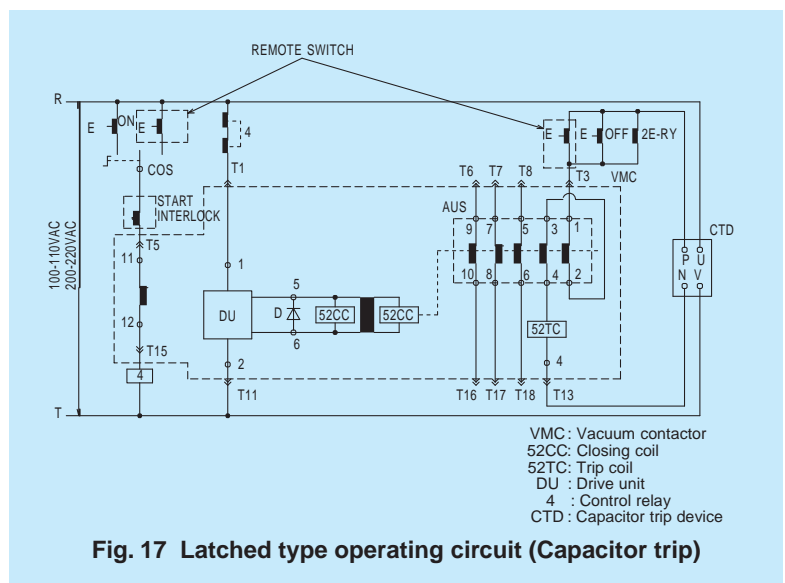 REMOTE SWITCH
R
E ON E
4
E E OFF 2E-RY
COS
T1
T6 T7 T8 T3 VMC
START
INTERLOCK
AUS
CTD
100-110VAC
200-220VAC
9 7 5 3 1
T5
11
1
P U
N V
10 8 6 4 2
5
DU D 52CC 52CC
12
6
52TC
T15
2
4
4
T11 T16 T17 T18 T13
T
VMC : Vacuum contactor
52CC: Closing coil
52TC: Trip coil
DU : Drive unit
4 : Control relay
CTD : Capacitor trip device
Fig. 17 Latched type operating circuit (Capacitor trip)